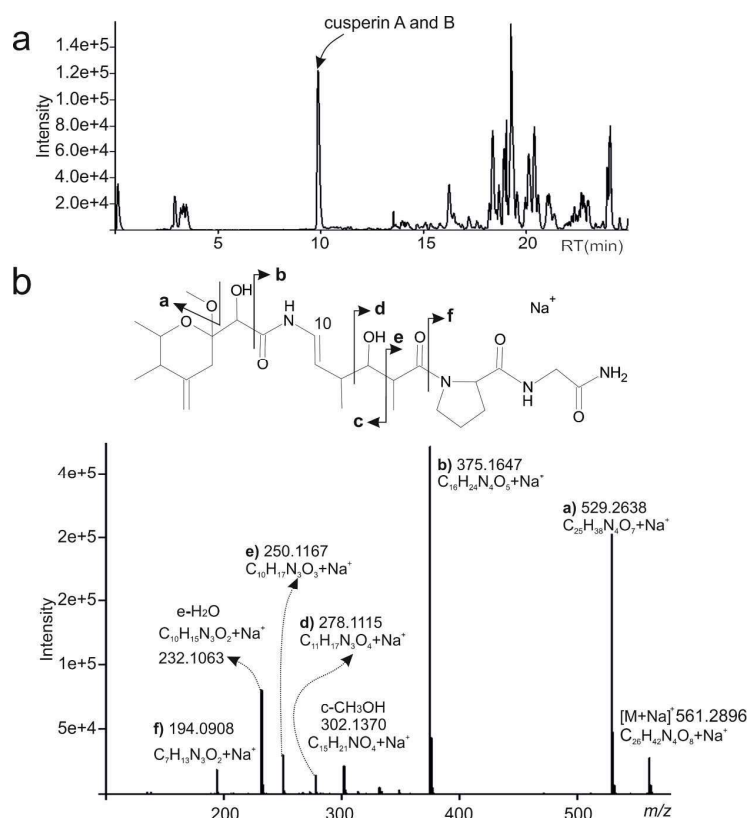 a
cusperin A and B
Intensity
1.4e+5
1.2e+5
1.0e+5
8.0e+4
6.0e+4
4.0e+4
2.0e+4
5
10
15
20
RT(min)
b
a
O
OH
b
O
O
H
N
10
d
OH
e
O
f
Na⁺
N
O
N
H
O
NH₂
c
Intensity
4e+5
2e+5
2e+5
1e+5
5e+4
b) 375.1647
C₁₆H₂₄N₄O₅+Na⁺
a) 529.2638
C₂₅H₃₈N₄O₇+Na⁺
e) 250.1167
C₁₀H₁₇N₃O₃+Na⁺
e-H₂O
C₁₀H₁₅N₃O₂+Na⁺
232.1063
d) 278.1115
C₁₁H₁₇N₃O₄+Na⁺
c-CH₃OH
302.1370
C₁₅H₂₁NO₄+Na⁺
f) 194.0908
C₇H₁₃N₃O₂+Na⁺
[M+Na]⁺561.2896
C₂₆H₄₂N₄O₈+Na⁺
200
300
400
500
m/z